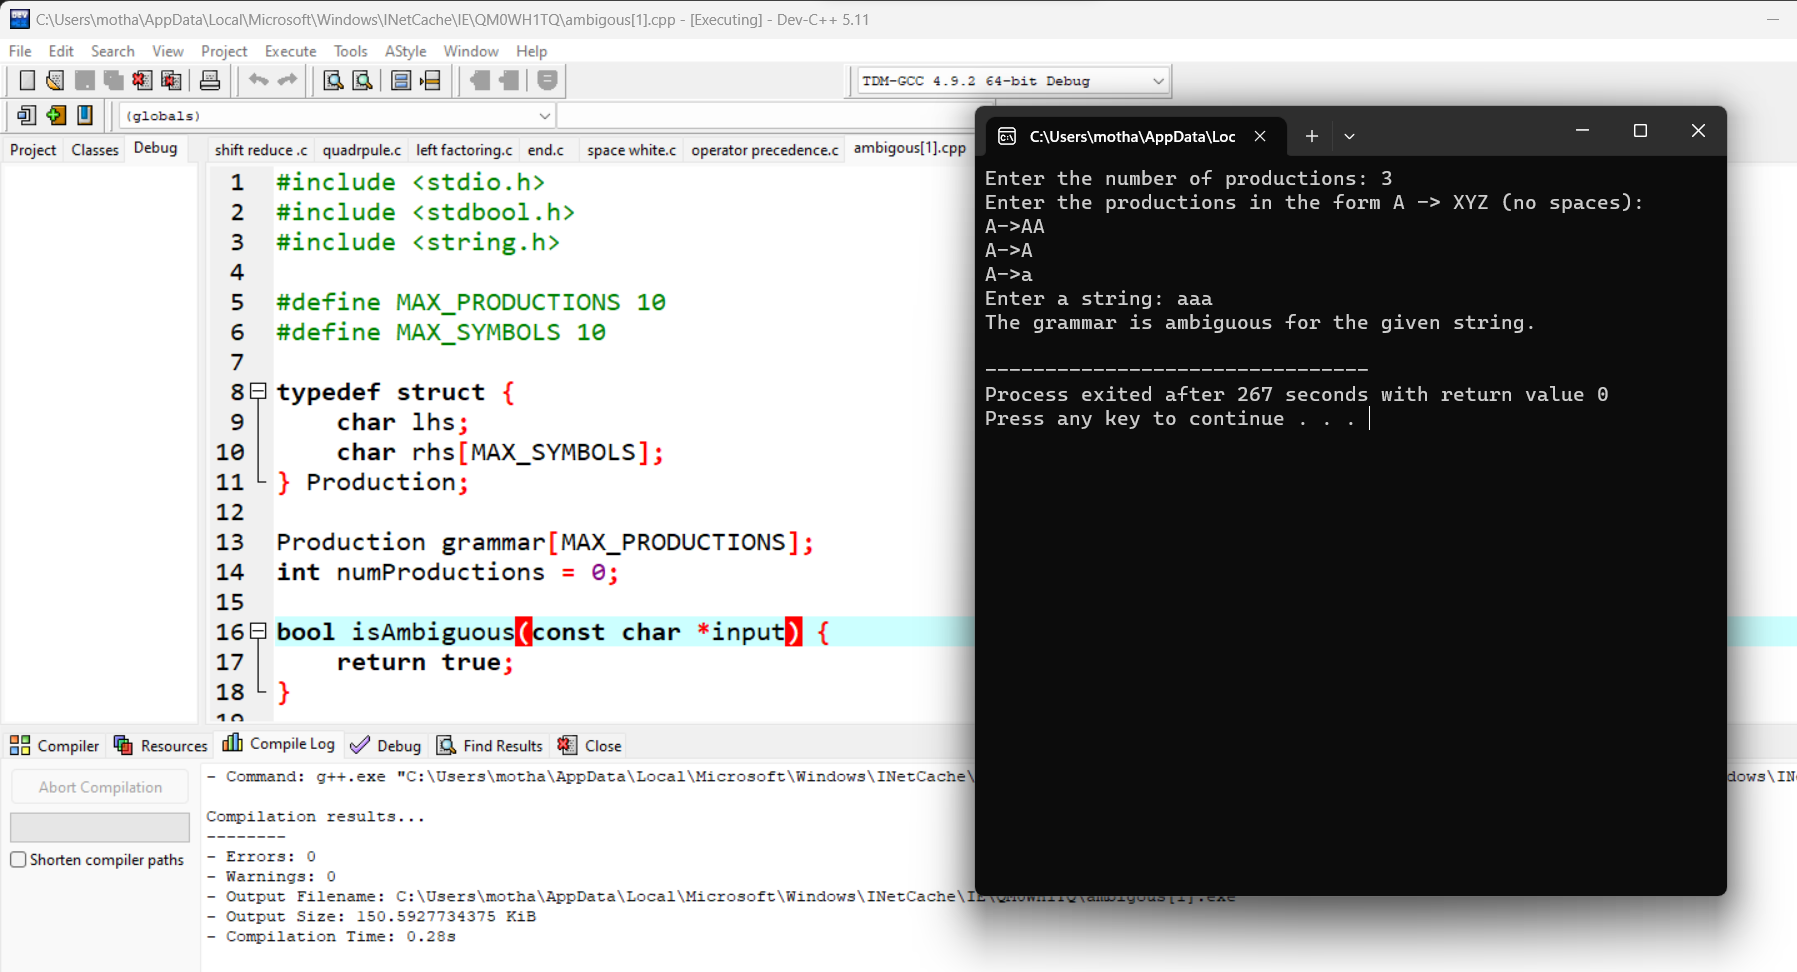 C:\Users\motha\AppData\Local\Microsoft\Windows\INetCache\IE\QM0WH1TQ\ambigous[1].cpp - [Executing] - Dev-C++ 5.11
File Edit Search View Project Execute Tools AStyle Window Help
TDM-GCC 4.9.2 64-bit Debug
(globals)
Project Classes Debug
shift reduce .c quadrpule.c left factoring.c end.c space white.c operator precedence.c ambigous[1].cpp
1 #include <stdio.h>
2 #include <stdbool.h>
3 #include <string.h>
4
5 #define MAX_PRODUCTIONS 10
6 #define MAX_SYMBOLS 10
7
8 typedef struct {
9 char lhs;
10 char rhs[MAX_SYMBOLS];
11 } Production;
12
13 Production grammar[MAX_PRODUCTIONS];
14 int numProductions = 0;
15
16 bool isAmbiguous(const char *input) {
17 return true;
18 }
19
C:\Users\motha\AppData\Loc
Enter the number of productions: 3
Enter the productions in the form A -> XYZ (no spaces):
A->AA
A->A
A->a
Enter a string: aaa
The grammar is ambiguous for the given string.
--------------------------------
Process exited after 267 seconds with return value 0
Press any key to continue . . .
Compiler Resources Compile Log Debug Find Results Close
Abort Compilation
Shorten compiler paths
- Command: g++.exe "C:\Users\motha\AppData\Local\Microsoft\Windows\INetCache\ dows\IN
Compilation results...
--------
- Errors: 0
- Warnings: 0
- Output Filename: C:\Users\motha\AppData\Local\Microsoft\Windows\INetCache\IE\QM0WH1TQ\ambigous[1].exe
- Output Size: 150.5927734375 KiB
- Compilation Time: 0.28s